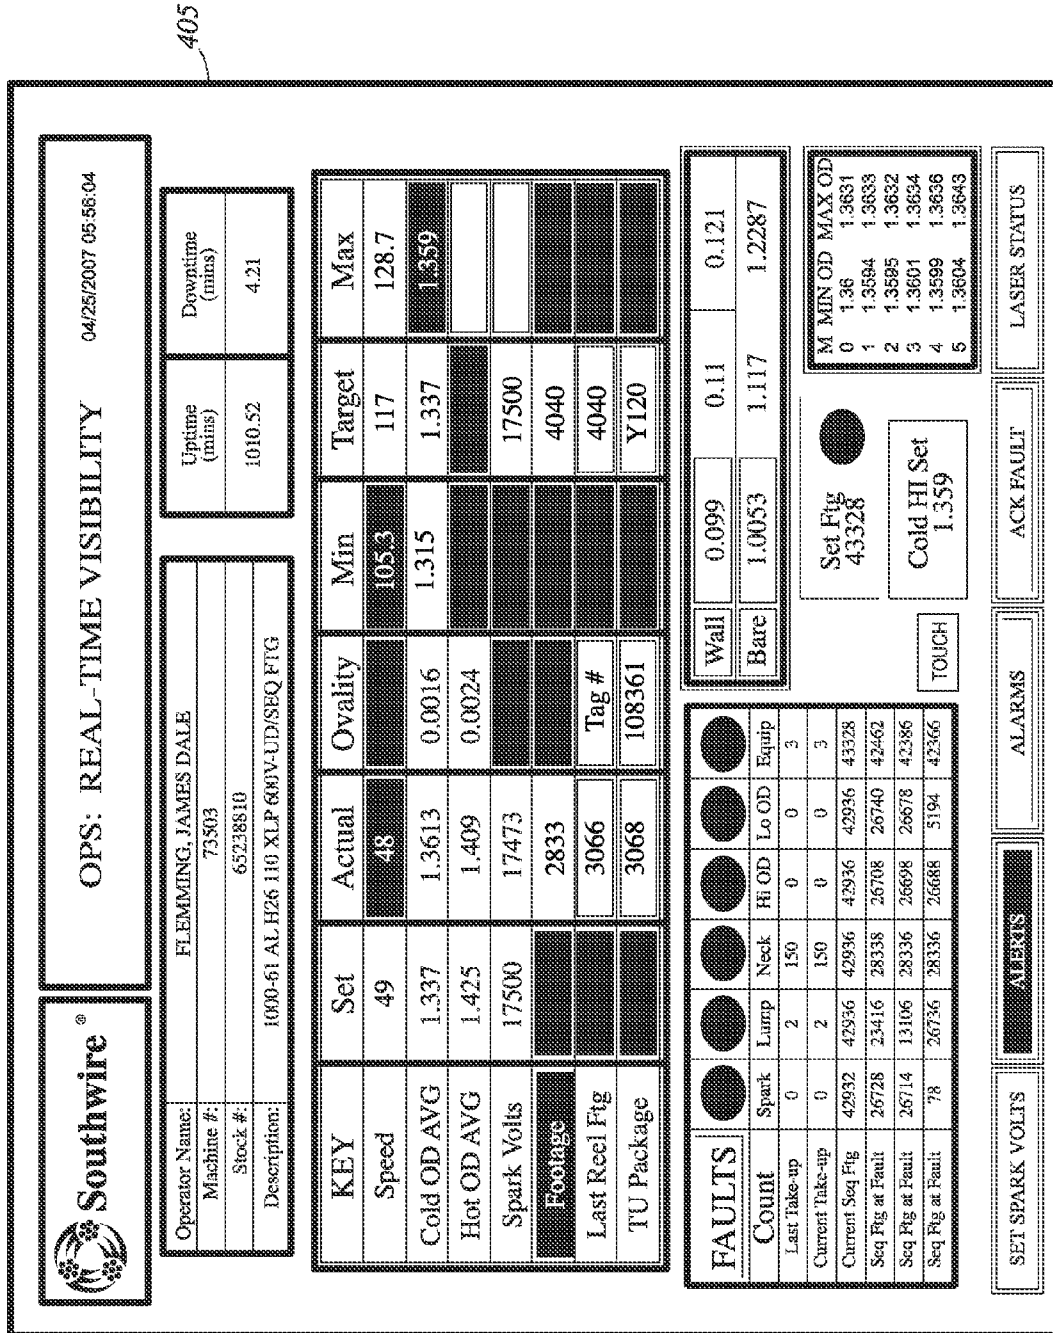 405
Southwire ®
OPS: REAL-TIME VISIBILITY 04/25/2007 05:56:04
Operator Name: FLEMMING, JAMES DALE
Machine #: 73503
Stock #: 65238810
Description: 1000-61 AL H26 110 XLP 600V-UD/SEQ FTG
Uptime (mins) Downtime (mins)
1010.52 4.21
KEY Set Actual Ovality Min Target Max
Speed 49 48 105.3 117 128.7
Cold OD AVG 1.337 1.3613 0.0016 1.315 1.337 1.359
Hot OD AVG 1.425 1.409 0.0024
Spark Volts 17500 17473 17500
Footage 2833 4040
Last Reel Ftg 3066 Tag # 4040
TU Package 3068 108361 Y120
FAULTS
Count Spark Lump Neck Hi OD Lo OD Equip
Last Take-up 0 2 150 0 0 3
Current Take-up 0 2 150 0 0 3
Current Seq Ftg 42932 42936 42936 42936 42936 43328
Seq Ftg at Fault 26728 23416 28338 26708 26740 42462
Seq Ftg at Fault 26714 13106 28336 26698 26678 42386
Seq Ftg at Fault 78 26736 28336 26688 5194 42366
Wall 0.099 0.11 0.121
Bare 1.0053 1.117 1.2287
Set Ftg
43328
Cold HI Set
1.359
TOUCH
M MIN OD MAX OD
0 1.36 1.3631
1 1.3594 1.3633
2 1.3595 1.3632
3 1.3601 1.3634
4 1.3599 1.3636
5 1.3604 1.3643
SET SPARK VOLTS ALERTS ALARMS ACK FAULT LASER STATUS